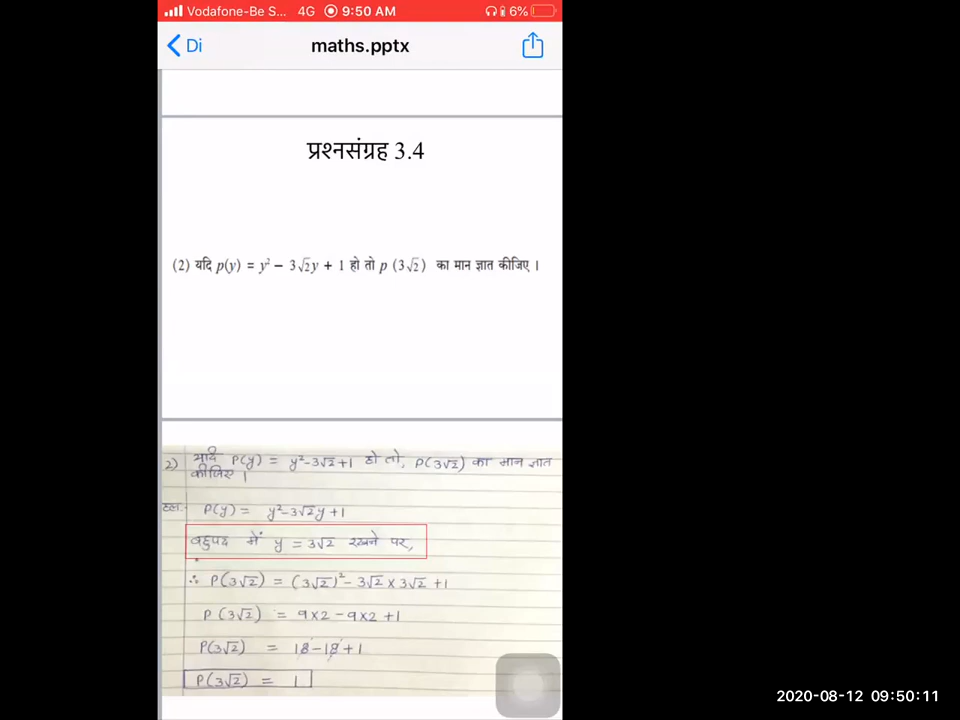 Vodafone-Be S... 4G 9:50 AM 6%
Di maths.pptx
प्रश्नसंग्रह 3.4
(2) यदि p(y) = y² − 3√2y + 1 हो तो p (3√2) का मान ज्ञात कीजिए ।
2) यदि P(y) = y²-3√2+1 हो तो, P(3√2) का मान ज्ञात
कीजिए ।
हल. P(y) = y²-3√2y+1
बहुपद में y = 3√2 रखने पर,
∴ P(3√2) = (3√2)² - 3√2 × 3√2 +1
P(3√2) = 9×2 - 9×2 +1
P(3√2) = 18-18+1
P(3√2) = 1
2020-08-12 09:50:11